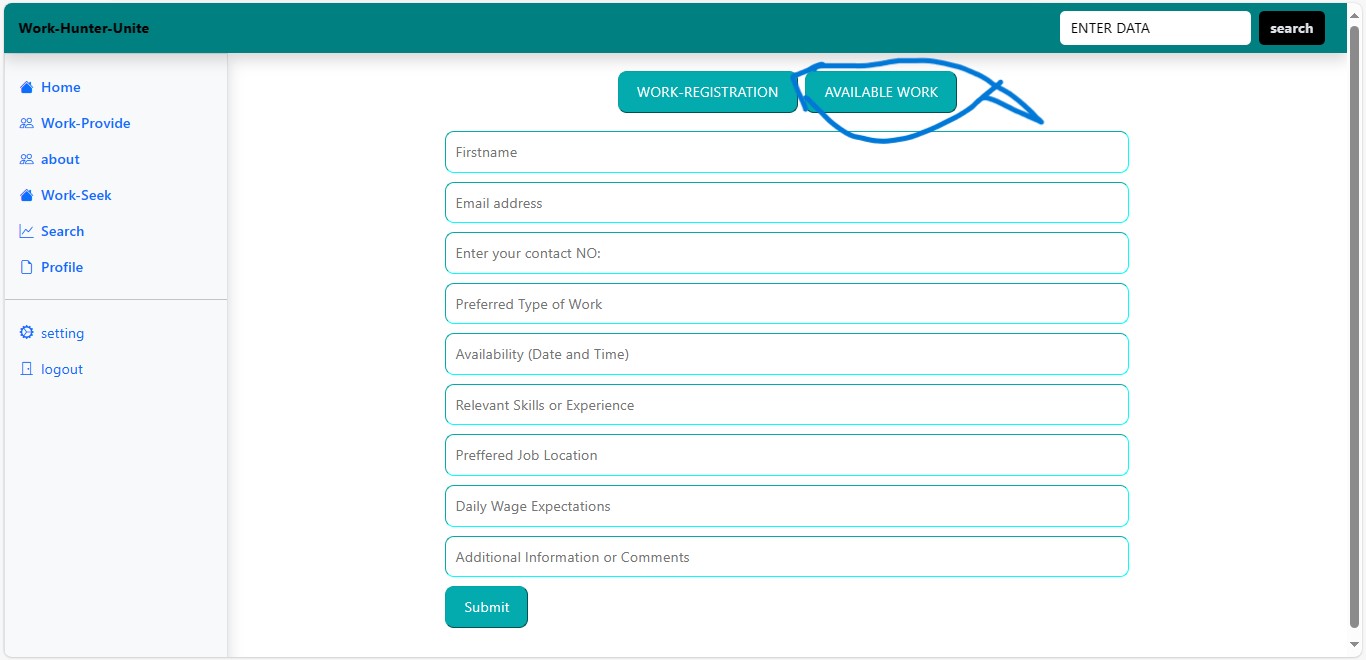 Work-Hunter-Unite
ENTER DATA
search
Home
Work-Provide
about
Work-Seek
Search
Profile
setting
logout
WORK-REGISTRATION
AVAILABLE WORK
Firstname
Email address
Enter your contact NO:
Preferred Type of Work
Availability (Date and Time)
Relevant Skills or Experience
Preffered Job Location
Daily Wage Expectations
Additional Information or Comments
Submit